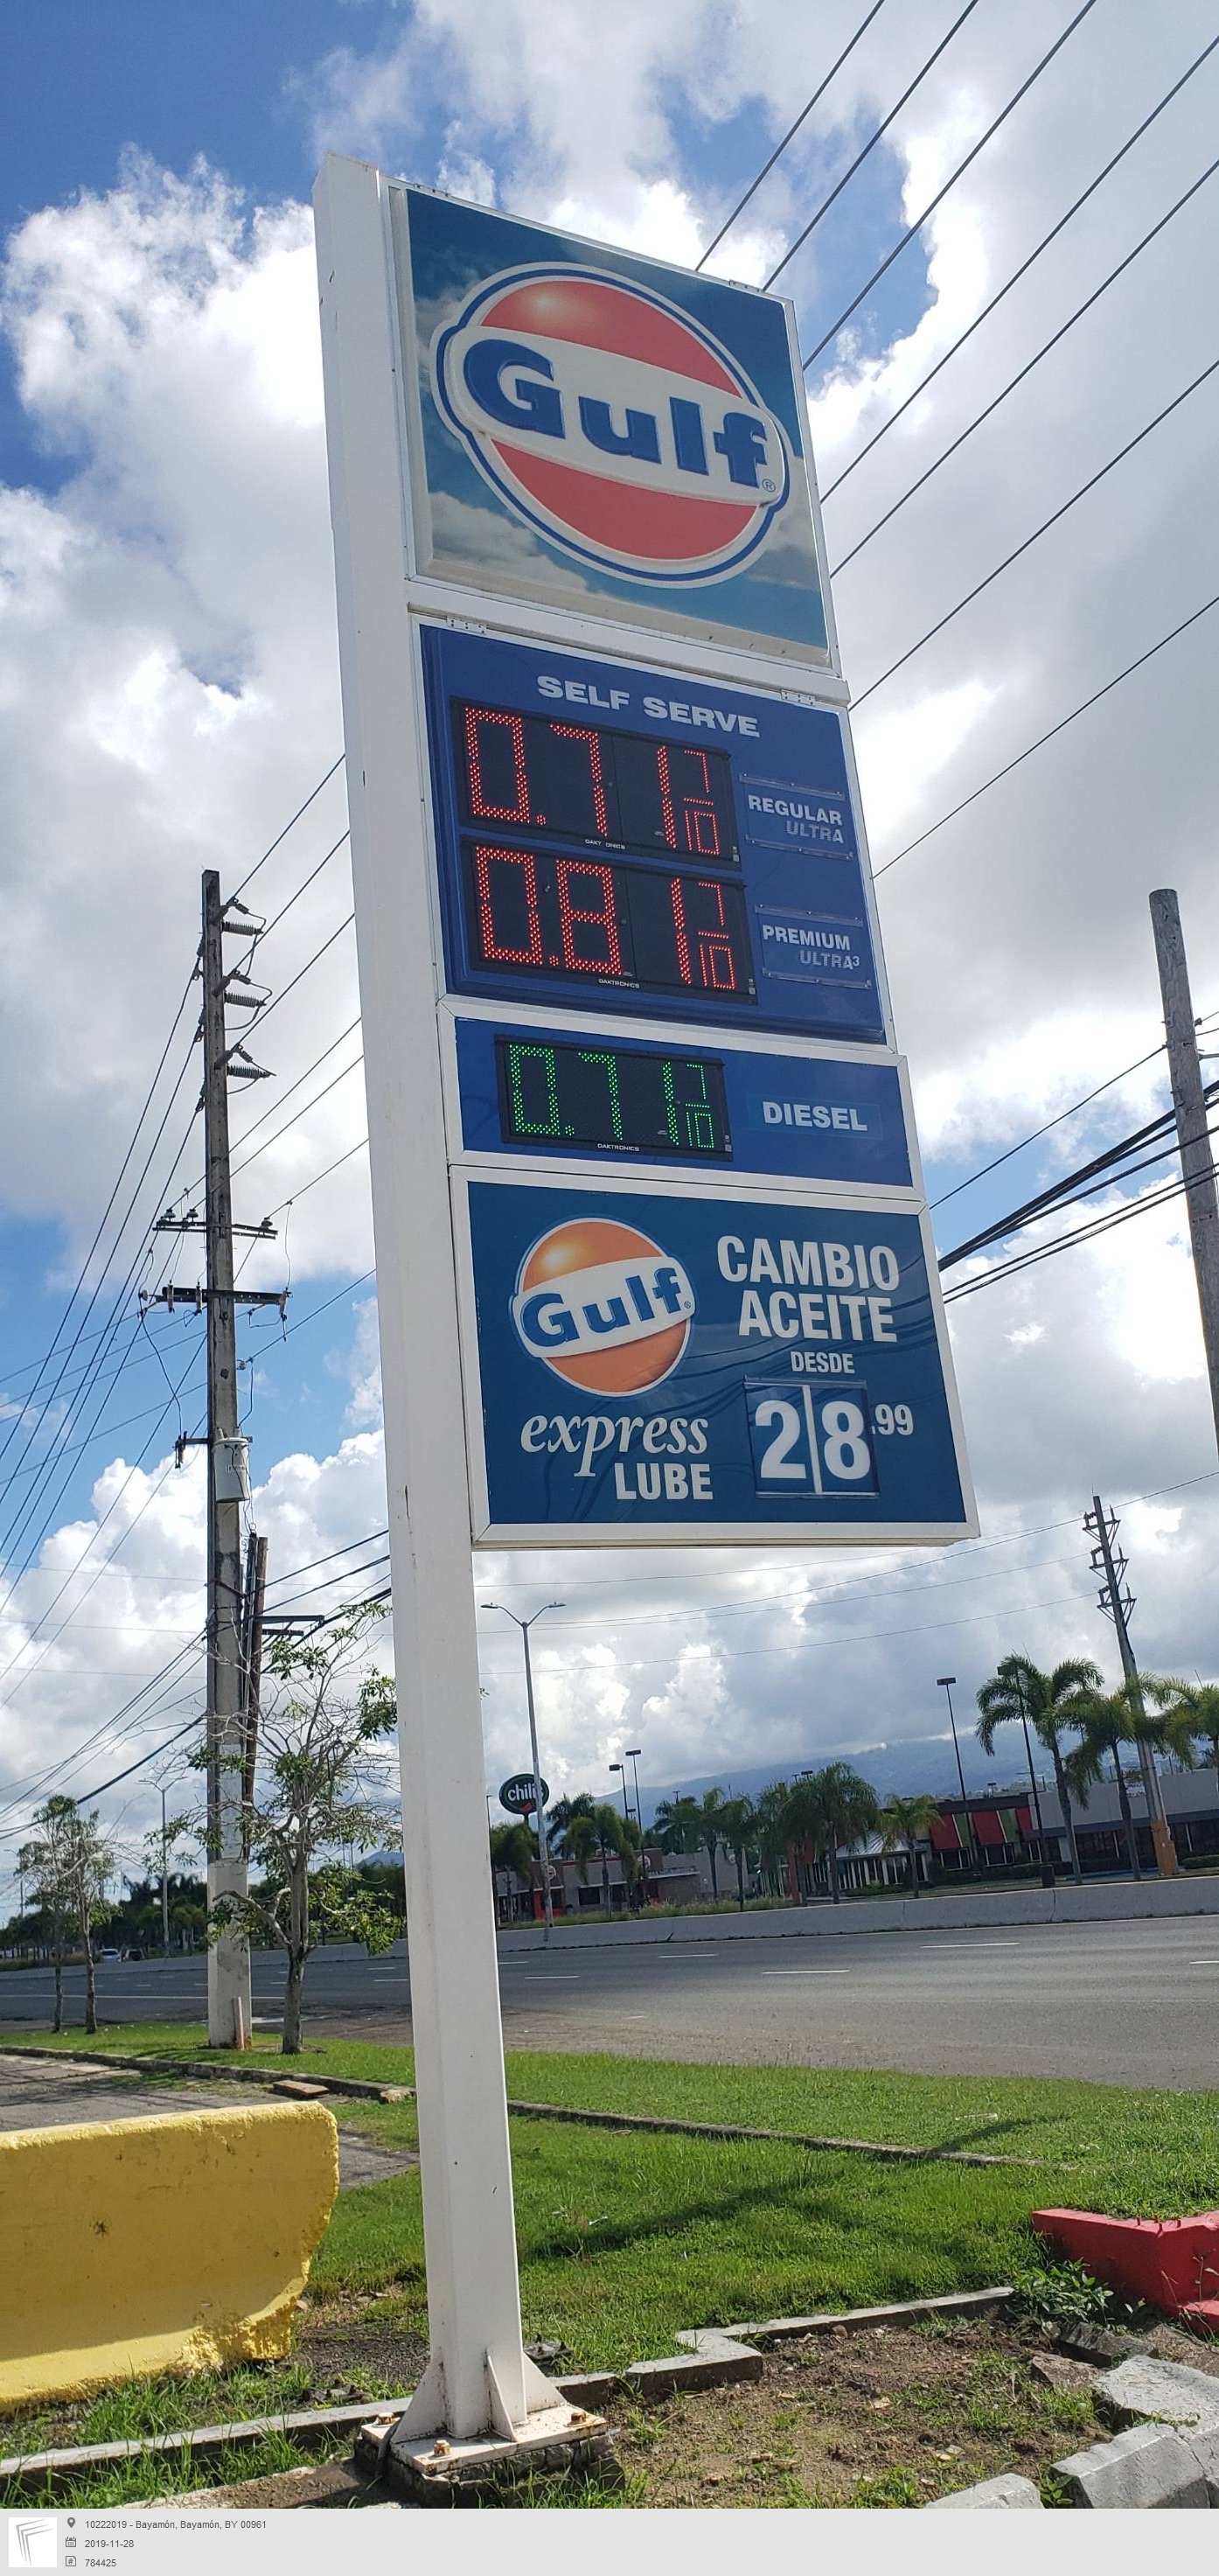 Gulf®
SELF SERVE
0.71 7/10
REGULAR
ULTRA
0.81 7/10
PREMIUM
ULTRA³
DAKTRONICS
0.71 7/10
DIESEL
DAKTRONICS
Gulf®
CAMBIO
ACEITE
DESDE
28.99
express
LUBE
chili's
10222019 - Bayamón, Bayamón, BY 00961
2019-11-28
784425